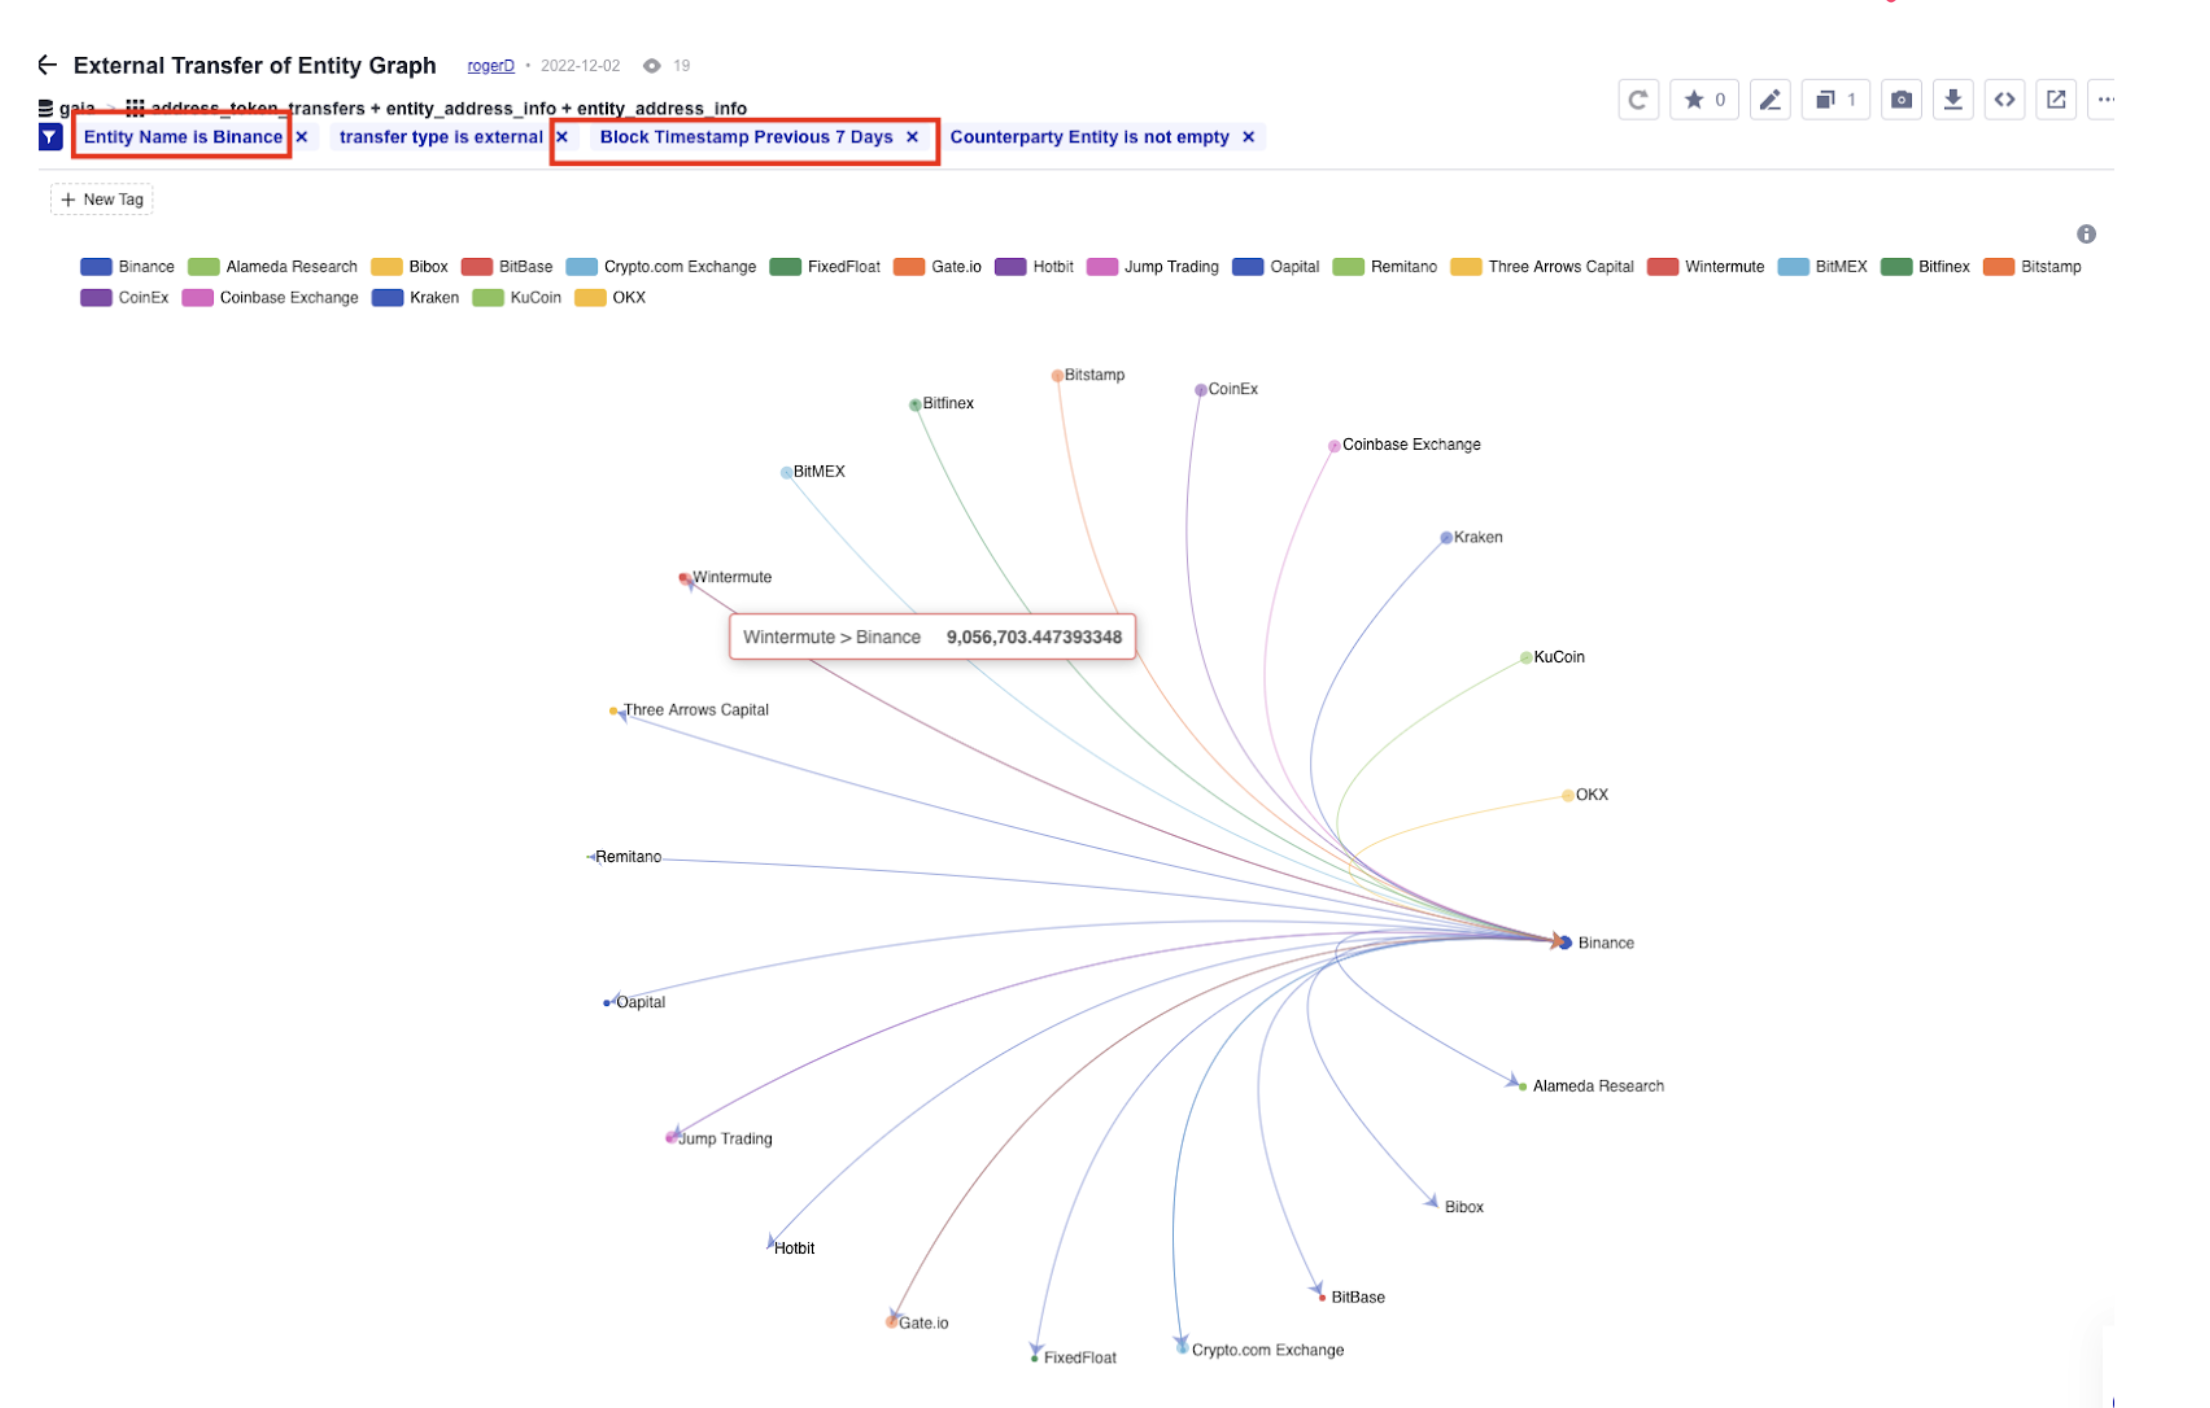 External Transfer of Entity Graph rogerD • 2022-12-02 19
gaia > address_token_transfers + entity_address_info + entity_address_info
0 1
Entity Name is Binance × transfer type is external × Block Timestamp Previous 7 Days × Counterparty Entity is not empty ×
+ New Tag
Binance Alameda Research Bibox BitBase Crypto.com Exchange FixedFloat Gate.io Hotbit Jump Trading Oapital Remitano Three Arrows Capital Wintermute BitMEX Bitfinex Bitstamp
CoinEx Coinbase Exchange Kraken KuCoin OKX
Bitstamp
CoinEx
Bitfinex
Coinbase Exchange
BitMEX
Kraken
Wintermute
Wintermute > Binance 9,056,703.447393348
KuCoin
Three Arrows Capital
OKX
Remitano
Binance
Oapital
Alameda Research
Jump Trading
Bibox
Hotbit
BitBase
Gate.io
Crypto.com Exchange
FixedFloat